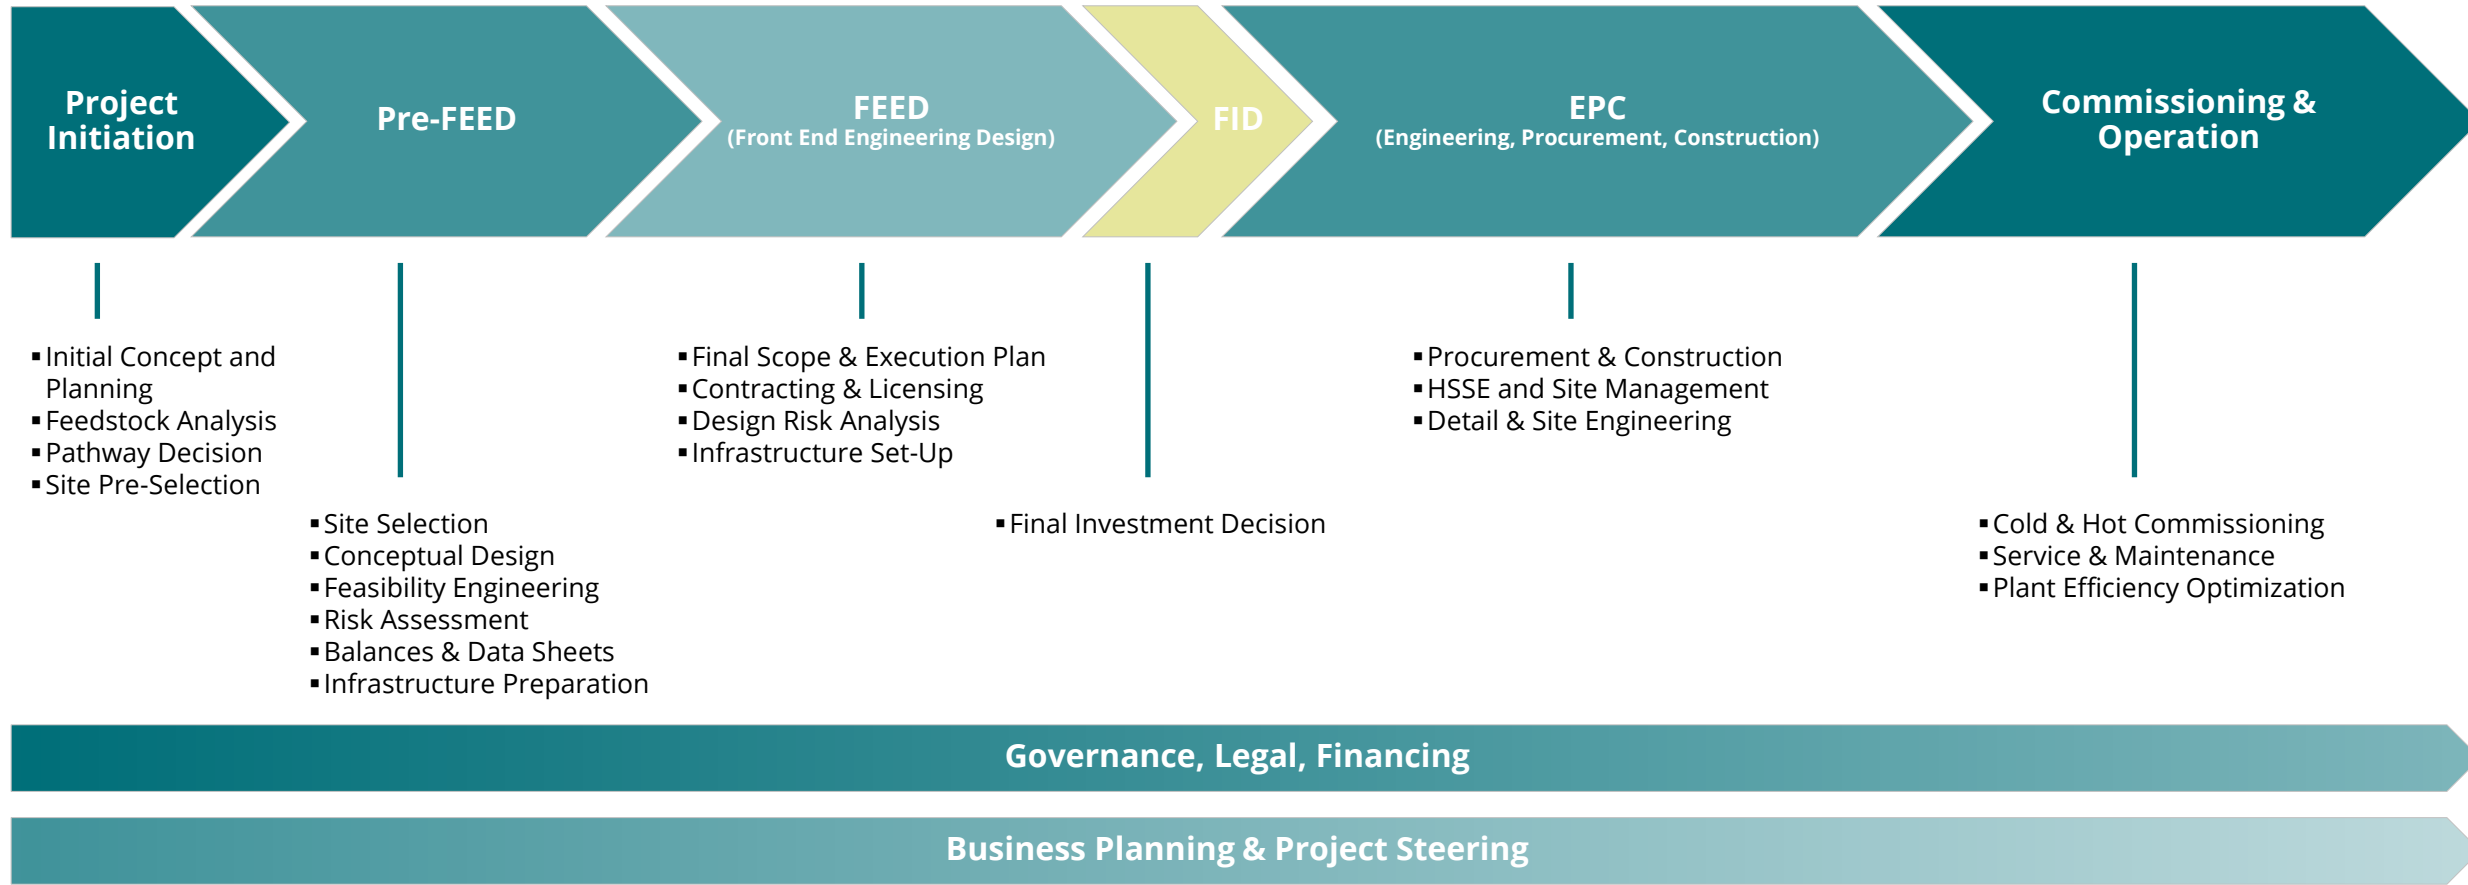 Project
Initiation
Pre-FEED
FEED
(Front End Engineering Design)
FID
EPC
(Engineering, Procurement, Construction)
Commissioning &
Operation
▪Initial Concept and
Planning
▪Feedstock Analysis
▪Pathway Decision
▪Site Pre-Selection
▪Site Selection
▪Conceptual Design
▪Feasibility Engineering
▪Risk Assessment
▪Balances & Data Sheets
▪Infrastructure Preparation
▪Final Scope & Execution Plan
▪Contracting & Licensing
▪Design Risk Analysis
▪Infrastructure Set-Up
▪Final Investment Decision
▪Procurement & Construction
▪HSSE and Site Management
▪Detail & Site Engineering
▪Cold & Hot Commissioning
▪Service & Maintenance
▪Plant Efficiency Optimization
Governance, Legal, Financing
Business Planning & Project Steering